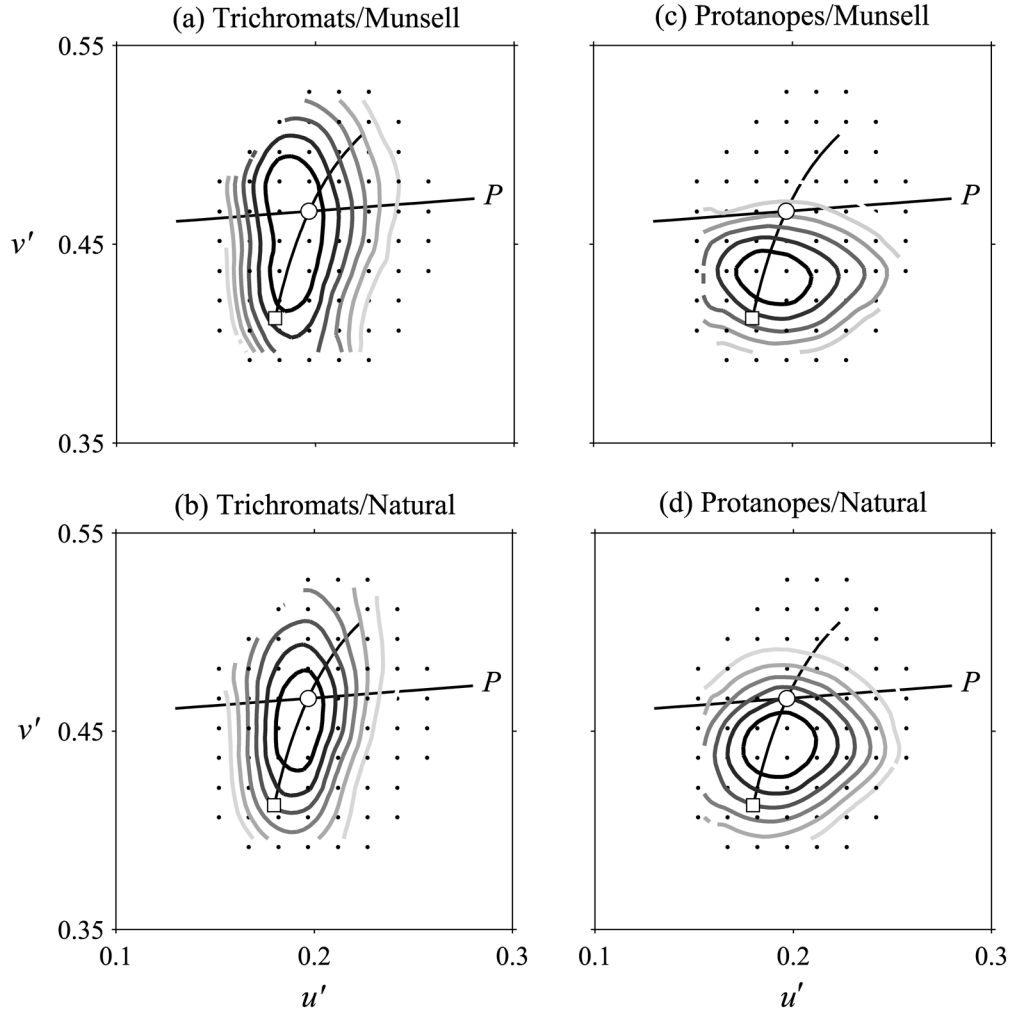 (a) Trichromats/Munsell
(c) Protanopes/Munsell
0.55
P
P
v′
0.45
0.35
(b) Trichromats/Natural
(d) Protanopes/Natural
0.55
P
P
v′
0.45
0.35
0.1
0.2
0.3
0.1
0.2
0.3
u′
u′